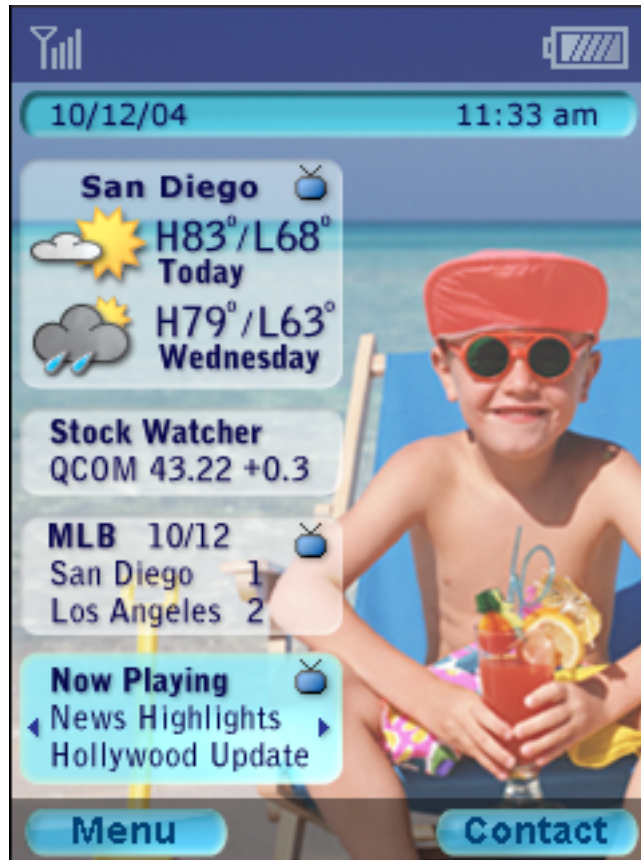 10/12/04 11:33 am
San Diego
H83°/L68°
Today
H79°/L63°
Wednesday
Stock Watcher
QCOM 43.22 +0.3
MLB 10/12
San Diego 1
Los Angeles 2
Now Playing
News Highlights
Hollywood Update
Menu Contact